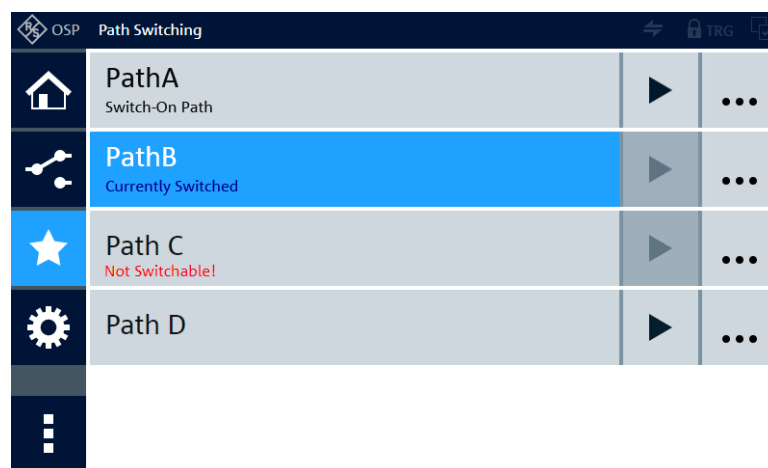 OSP Path Switching TRG
PathA
Switch-On Path
PathB
Currently Switched
Path C
Not Switchable!
Path D